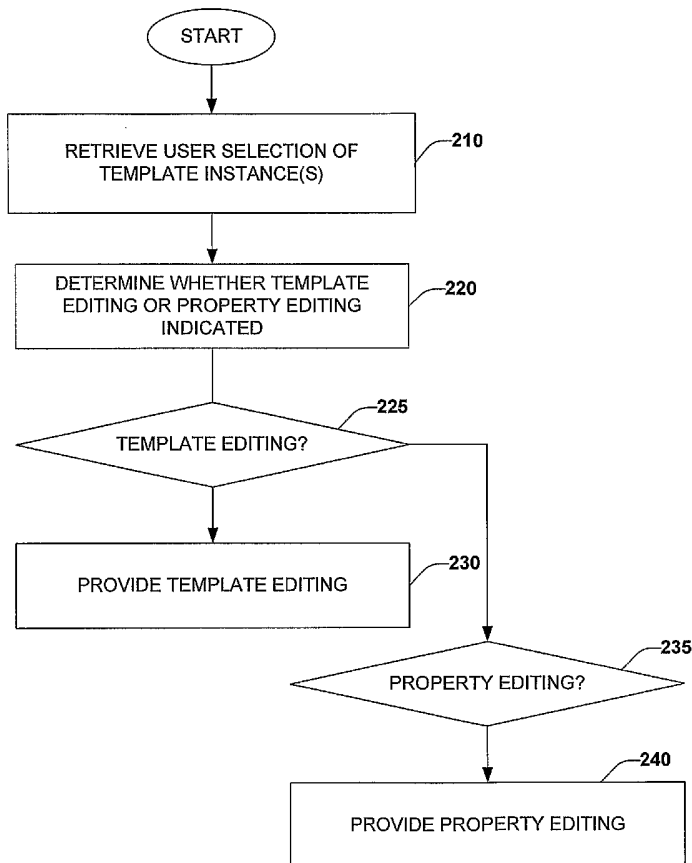 START
RETRIEVE USER SELECTION OF
TEMPLATE INSTANCE(S)
210
DETERMINE WHETHER TEMPLATE
EDITING OR PROPERTY EDITING
INDICATED
220
225
TEMPLATE EDITING?
PROVIDE TEMPLATE EDITING
230
235
PROPERTY EDITING?
240
PROVIDE PROPERTY EDITING